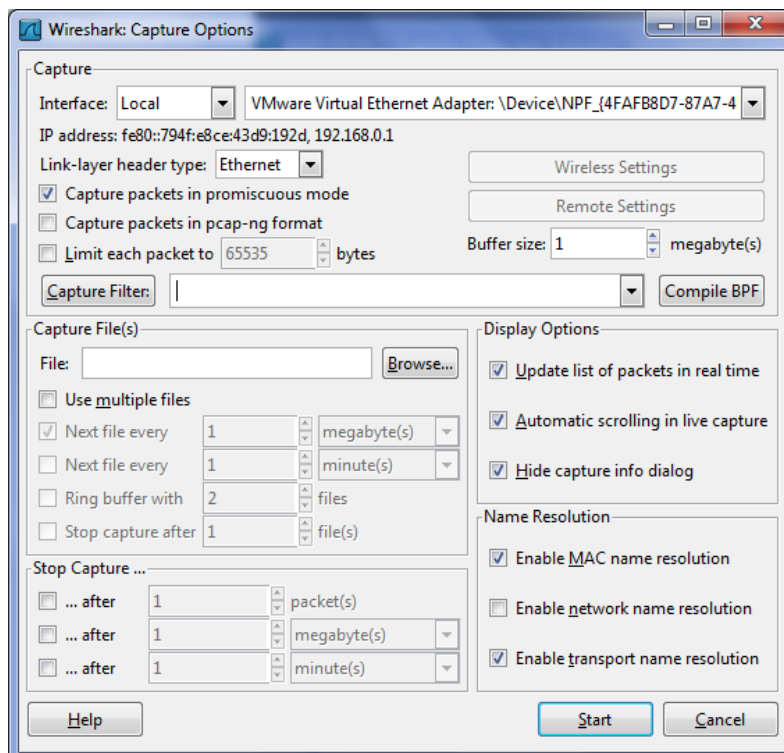 Wireshark: Capture Options
Capture
Interface: Local VMware Virtual Ethernet Adapter: \Device\NPF_{4FAFB8D7-87A7-4
IP address: fe80::794f:e8ce:43d9:192d, 192.168.0.1
Link-layer header type: Ethernet
Wireless Settings
Capture packets in promiscuous mode
Remote Settings
Capture packets in pcap-ng format
Limit each packet to 65535 bytes
Buffer size: 1 megabyte(s)
Capture Filter: Compile BPF
Capture File(s)
File: Browse...
Use multiple files
Next file every 1 megabyte(s)
Next file every 1 minute(s)
Ring buffer with 2 files
Stop capture after 1 file(s)
Stop Capture ...
... after 1 packet(s)
... after 1 megabyte(s)
... after 1 minute(s)
Display Options
Update list of packets in real time
Automatic scrolling in live capture
Hide capture info dialog
Name Resolution
Enable MAC name resolution
Enable network name resolution
Enable transport name resolution
Help Start Cancel